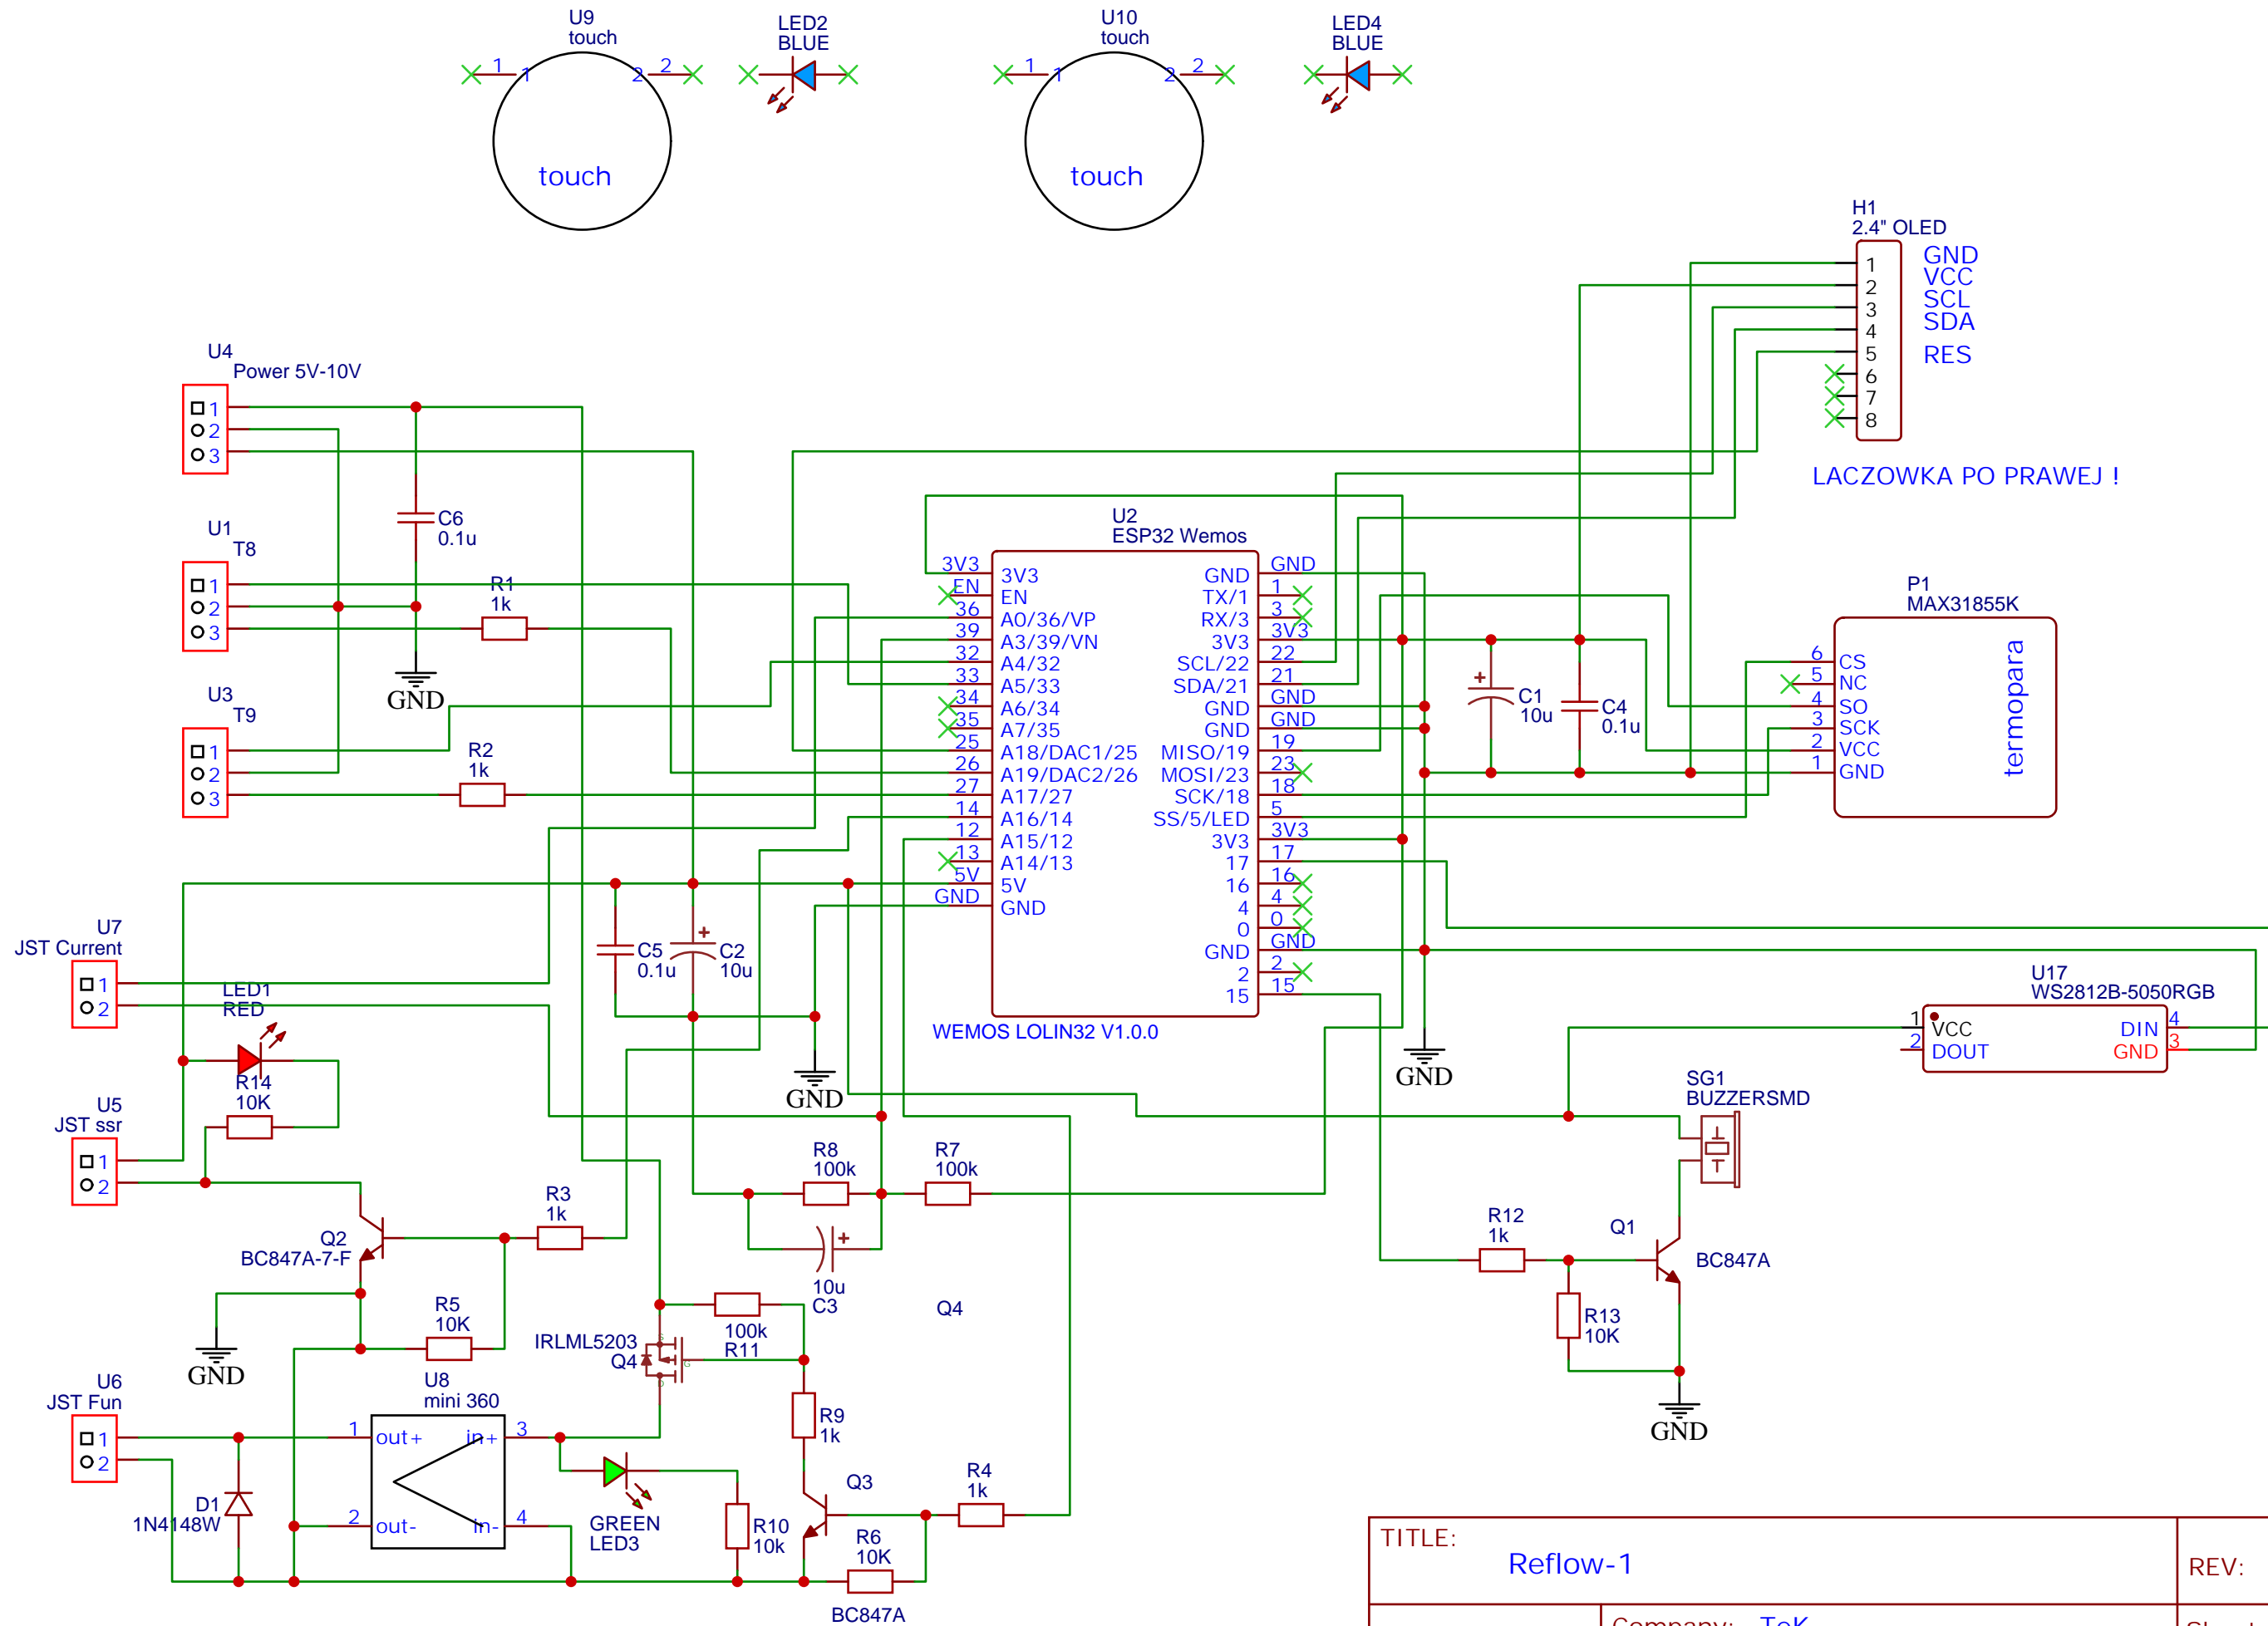 U9
touch
1
1
2
2
touch
LED2
BLUE
U10
touch
1
1
2
2
touch
LED4
BLUE
H1
2.4" OLED
1
2
3
4
5
6
7
8
GND
VCC
SCL
SDA
RES
LACZOWKA PO PRAWEJ !
U4
Power 5V-10V
1
2
3
C6
0.1u
U1
T8
1
2
3
R1
1k
GND
U3
T9
1
2
3
R2
1k
U2
ESP32 Wemos
3V3
EN
36
39
32
33
34
35
25
26
27
14
12
13
5V
GND
3V3
EN
A0/36/VP
A3/39/VN
A4/32
A5/33
A6/34
A7/35
A18/DAC1/25
A19/DAC2/26
A17/27
A16/14
A15/12
A14/13
5V
GND
GND
TX/1
RX/3
3V3
SCL/22
SDA/21
GND
GND
MISO/19
MOSI/23
SCK/18
SS/5/LED
3V3
17
16
4
0
GND
2
15
GND
1
3
3V3
22
21
GND
GND
19
23
18
5
3V3
17
16
4
0
GND
2
15
WEMOS LOLIN32 V1.0.0
C1
10u
C4
0.1u
P1
MAX31855K
6
5
4
3
2
1
CS
NC
SO
SCK
VCC
GND
termopara
GND
U7
JST Current
1
2
LED1
RED
R14
10K
C5
0.1u
C2
10u
GND
U5
JST ssr
1
2
U17
WS2812B-5050RGB
1
2
VCC
DOUT
DIN
GND
4
3
SG1
BUZZERSMD
R8
100k
R7
100k
10u
C3
Q4
R3
1k
Q2
BC847A-7-F
R5
10K
GND
IRLML5203
Q4
S
G
D
100k
R11
R12
1k
Q1
BC847A
R13
10K
GND
U6
JST Fun
1
2
U8
mini 360
1
2
out+
out-
in+
in-
3
4
D1
1N4148W
GREEN
LED3
R10
10k
R9
1k
Q3
R4
1k
R6
10K
BC847A
TITLE:
Reflow-1
REV:
Company: TeK